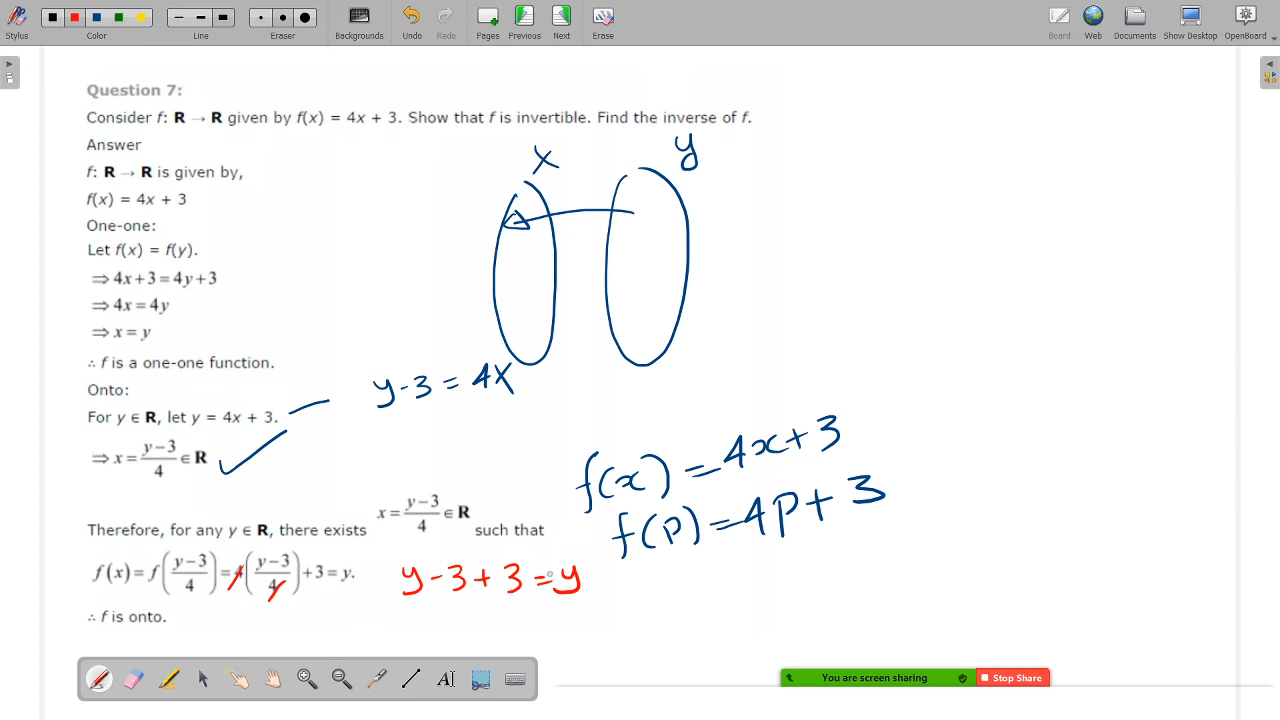 Stylus Color Line Eraser Backgrounds Undo Redo Pages Previous Next Erase Board Web Documents Show Desktop OpenBoard
Question 7:
Consider f: R → R given by f(x) = 4x + 3. Show that f is invertible. Find the inverse of f.
Answer
x y
f: R → R is given by,
f(x) = 4x + 3
One-one:
Let f(x) = f(y).
⇒ 4x+3 = 4y+3
⇒ 4x = 4y
⇒ x = y
∴ f is a one-one function.
y-3 = 4x
Onto:
For y ∈ R, let y = 4x + 3.
⇒ x = (y−3)/4 ∈ R
f(x) = 4x+3
f(p) = 4p+3
Therefore, for any y ∈ R, there exists x = (y−3)/4 ∈ R such that
f(x) = f((y−3)/4) = 4((y−3)/4) + 3 = y.
y-3+3=y
∴ f is onto.
You are screen sharing Stop Share